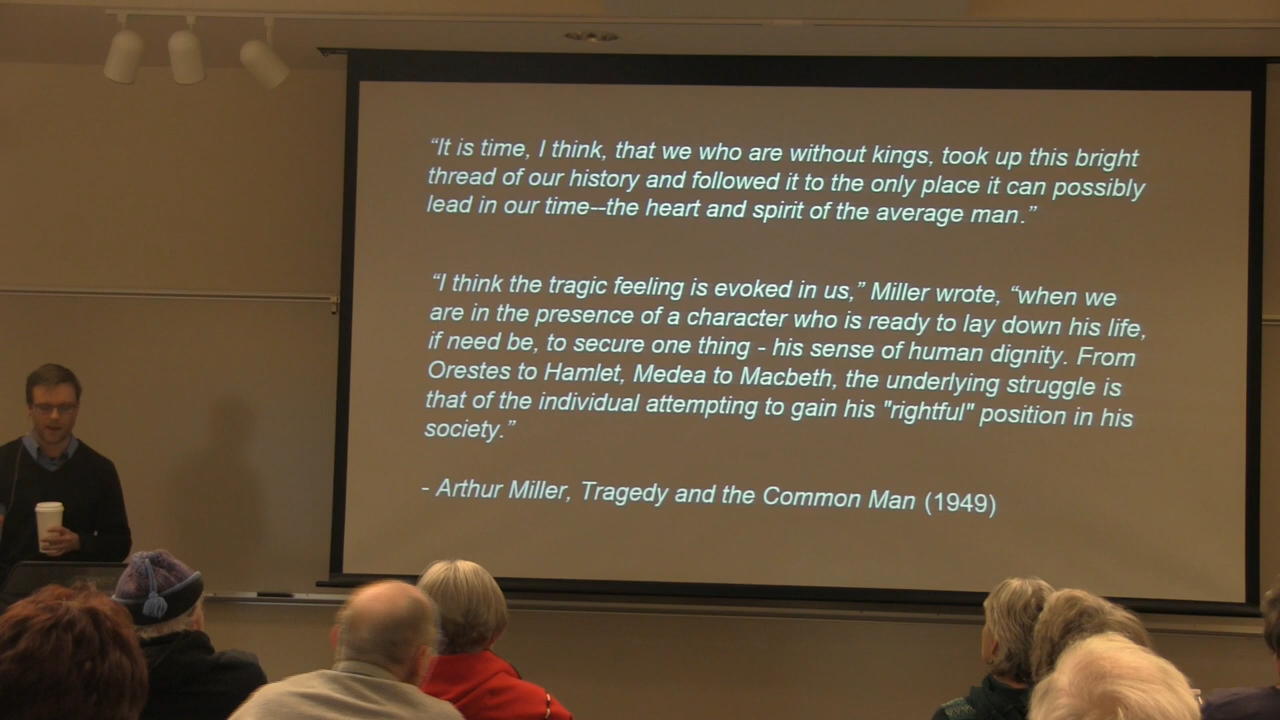 “It is time, I think, that we who are without kings, took up this bright
thread of our history and followed it to the only place it can possibly
lead in our time--the heart and spirit of the average man.”
“I think the tragic feeling is evoked in us,” Miller wrote, “when we
are in the presence of a character who is ready to lay down his life,
if need be, to secure one thing - his sense of human dignity. From
Orestes to Hamlet, Medea to Macbeth, the underlying struggle is
that of the individual attempting to gain his "rightful" position in his
society.”
- Arthur Miller, Tragedy and the Common Man (1949)